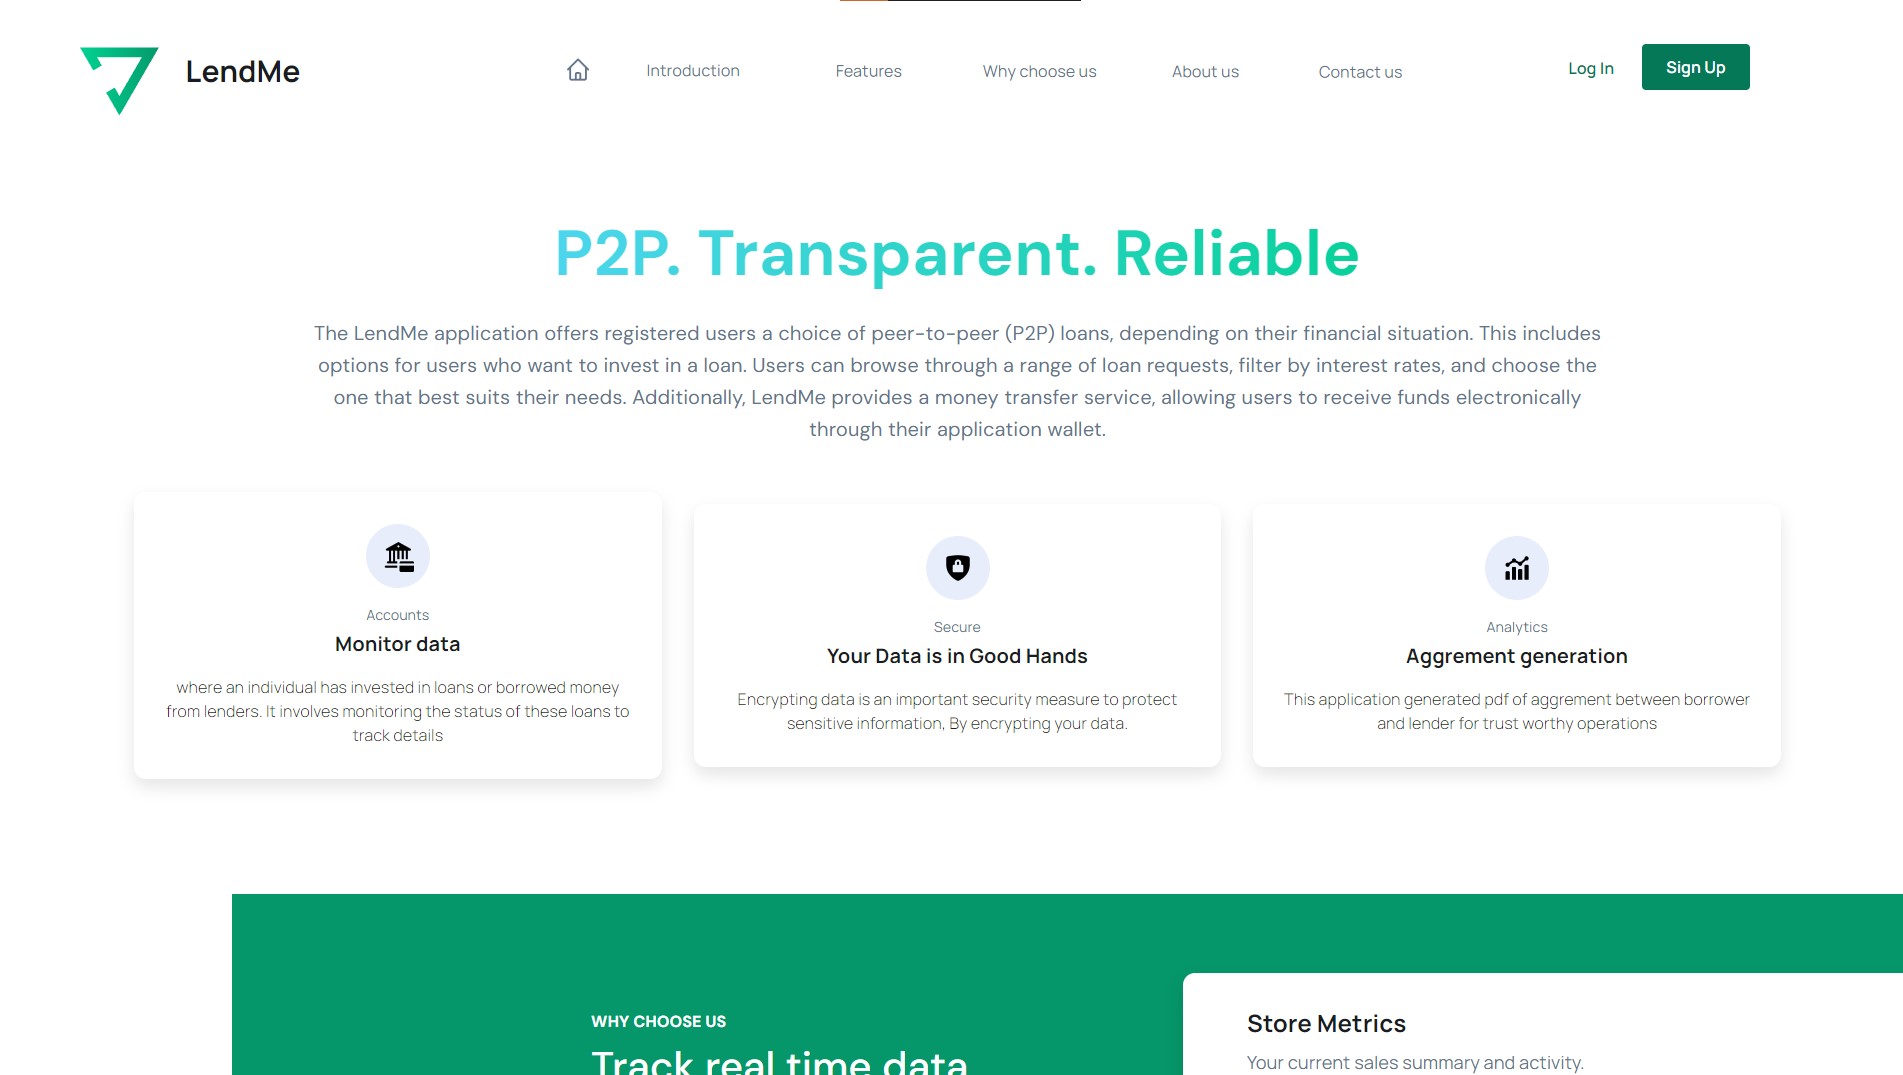 LendMe
Introduction
Features
Why choose us
About us
Contact us
Log In
Sign Up
P2P. Transparent. Reliable
The LendMe application offers registered users a choice of peer-to-peer (P2P) loans, depending on their financial situation. This includes
options for users who want to invest in a loan. Users can browse through a range of loan requests, filter by interest rates, and choose the
one that best suits their needs. Additionally, LendMe provides a money transfer service, allowing users to receive funds electronically
through their application wallet.
Accounts
Monitor data
where an individual has invested in loans or borrowed money
from lenders. It involves monitoring the status of these loans to
track details
Secure
Your Data is in Good Hands
Encrypting data is an important security measure to protect
sensitive information, By encrypting your data.
Analytics
Aggrement generation
This application generated pdf of aggrement between borrower
and lender for trust worthy operations
WHY CHOOSE US
Track real time data
Store Metrics
Your current sales summary and activity.